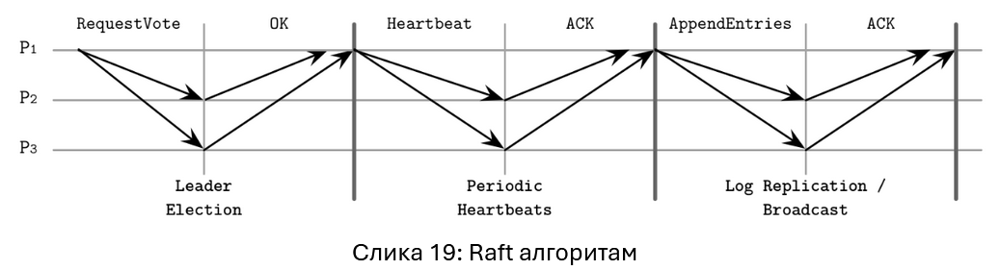 RequestVote OK Heartbeat ACK AppendEntries ACK
P1
P2
P3
Leader Periodic Log Replication /
Election Heartbeats Broadcast
Слика 19: Raft алгоритам